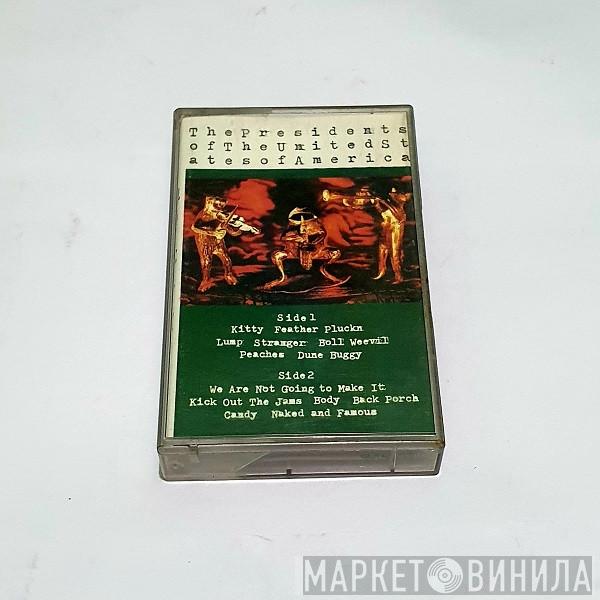 ThePresidents
ofTheUnitedSt
atesofAmerica
Side 1
Kitty Feather Pluckn
Lump Stranger Boll Weevil
Peaches Dune Buggy
Side 2
We Are Not Going to Make It
Kick Out The Jams Body Back Porch
Candy Naked and Famous
МАРКЕТ ВИНИЛА